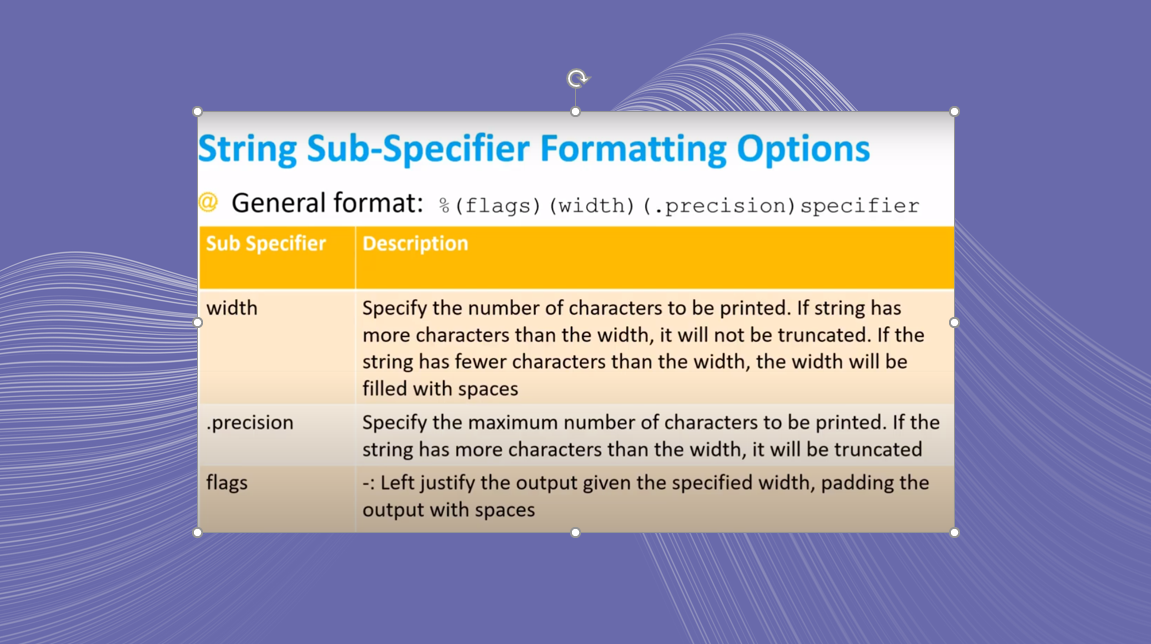 String Sub-Specifier Formatting Options
@ General format: %(flags)(width)(.precision)specifier
Sub Specifier Description
width Specify the number of characters to be printed. If string has
more characters than the width, it will not be truncated. If the
string has fewer characters than the width, the width will be
filled with spaces
.precision Specify the maximum number of characters to be printed. If the
string has more characters than the width, it will be truncated
flags -: Left justify the output given the specified width, padding the
output with spaces